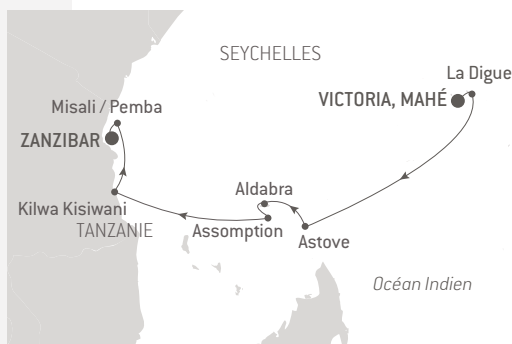 SEYCHELLES
La Digue
VICTORIA, MAHÉ
Misali / Pemba
ZANZIBAR
Aldabra
Kilwa Kisiwani
TANZANIE
Assomption
Astove
Océan Indien